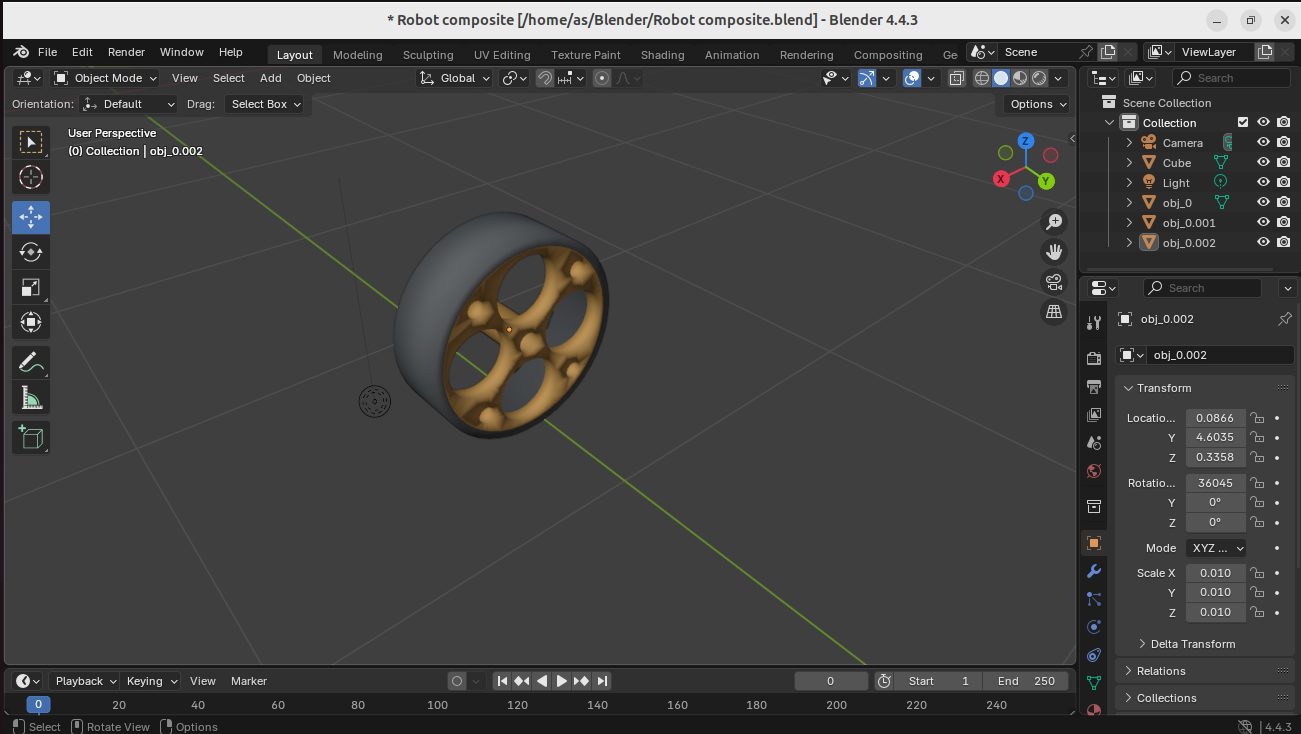 * Robot composite [/home/as/Blender/Robot composite.blend] - Blender 4.4.3
File Edit Render Window Help Layout Modeling Sculpting UV Editing Texture Paint Shading Animation Rendering Compositing Ge Scene ViewLayer
Object Mode View Select Add Object Global Search
Orientation: Default Drag: Select Box Options
Scene Collection
Collection
User Perspective
(0) Collection | obj_0.002
Camera
Cube
Light
obj_0
obj_0.001
obj_0.002
Z
X
Y
Search
obj_0.002
obj_0.002
Transform
Locatio... 0.0866
Y 4.6035
Z 0.3358
Rotatio... 36045
Y 0°
Z 0°
Mode XYZ ...
Scale X 0.010
Y 0.010
Z 0.010
Delta Transform
Relations
Collections
Playback Keying View Marker 0 Start 1 End 250
0 20 40 60 80 100 120 140 160 180 200 220 240
Select Rotate View Options 4.4.3